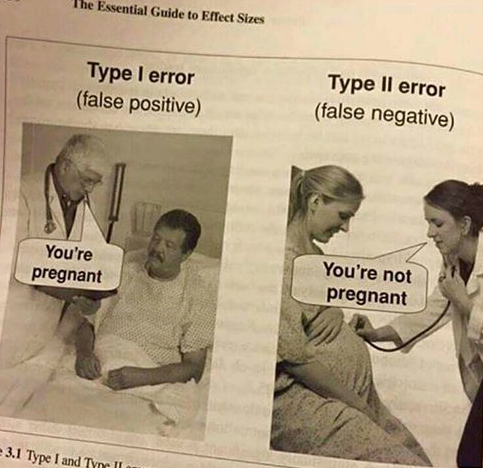 The Essential Guide to Effect Sizes
Type I error
(false positive)
Type II error
(false negative)
You're
pregnant
You're not
pregnant
3.1 Type I and Type II